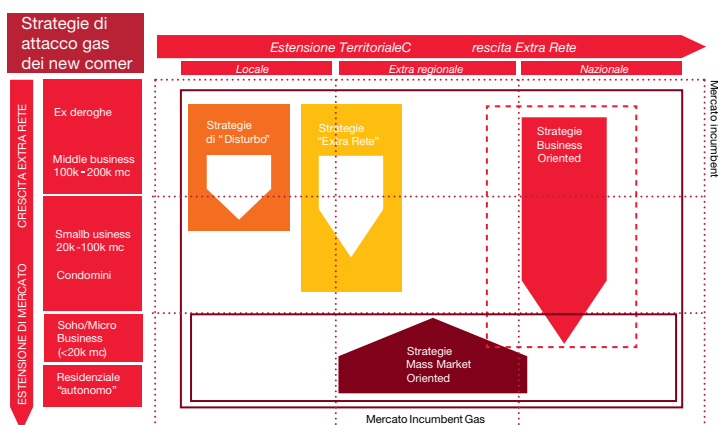 Strategie di
attacco gas
dei new comer
Estensione TerritorialeC rescita Extra Rete
Locale
Extra regionale
Nazionale
Mercato incumbent
CRESCITA EXTRA RETE
ESTENSIONE DI MERCATO
Ex deroghe
Middle business
100k-200k mc
Smallb usiness
20k-100k mc
Condomini
Soho/Micro
Business
(<20k mc)
Residenziale
“autonomo”
Strategie
di “Disturbo”
Strategie
“Extra Rete”
Strategie
Business
Oriented
Strategie
Mass Market
Oriented
Mercato Incumbent Gas